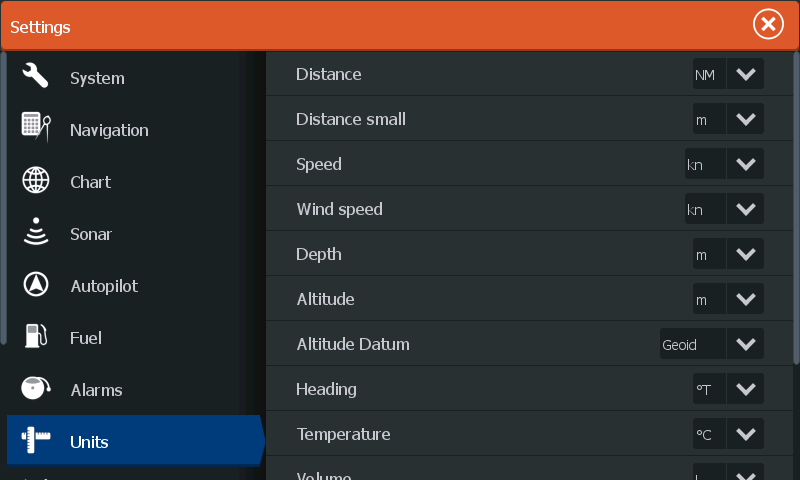 Settings
System
Navigation
Chart
Sonar
Autopilot
Fuel
Alarms
Units
Distance NM
Distance small m
Speed kn
Wind speed kn
Depth m
Altitude m
Altitude Datum Geoid
Heading °T
Temperature °C
Volume